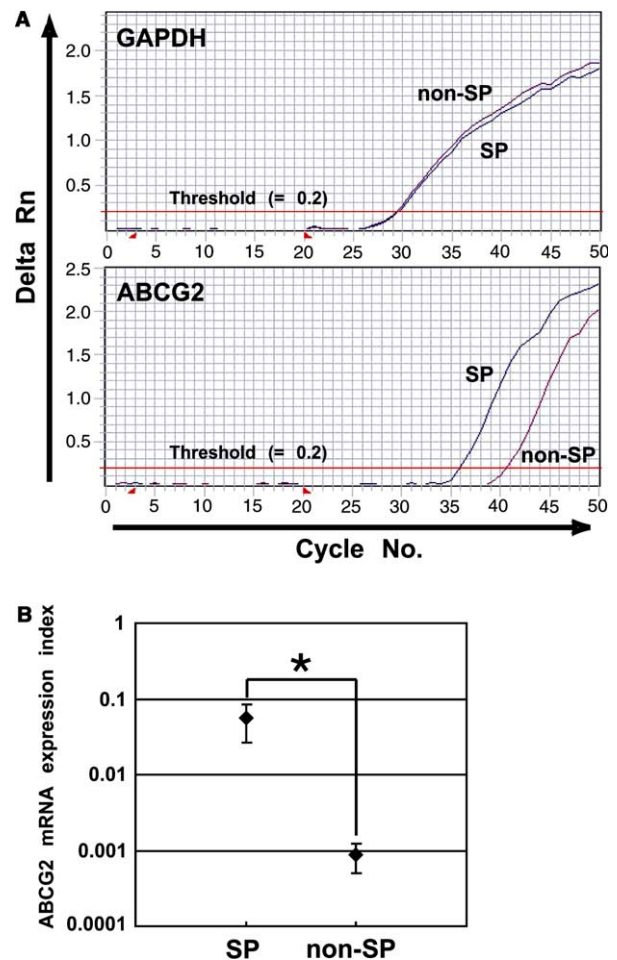 A
GAPDH
2.0
1.5
1.0
0.5
non-SP
SP
Threshold (= 0.2)
0 5 10 15 20 25 30 35 40 45 50
Delta Rn
ABCG2
2.5
2.0
1.5
1.0
0.5
SP
non-SP
Threshold (= 0.2)
0 5 10 15 20 25 30 35 40 45 50
Cycle No.
B
ABCG2 mRNA expression index
1
0.1
0.01
0.001
0.0001
*
SP non-SP